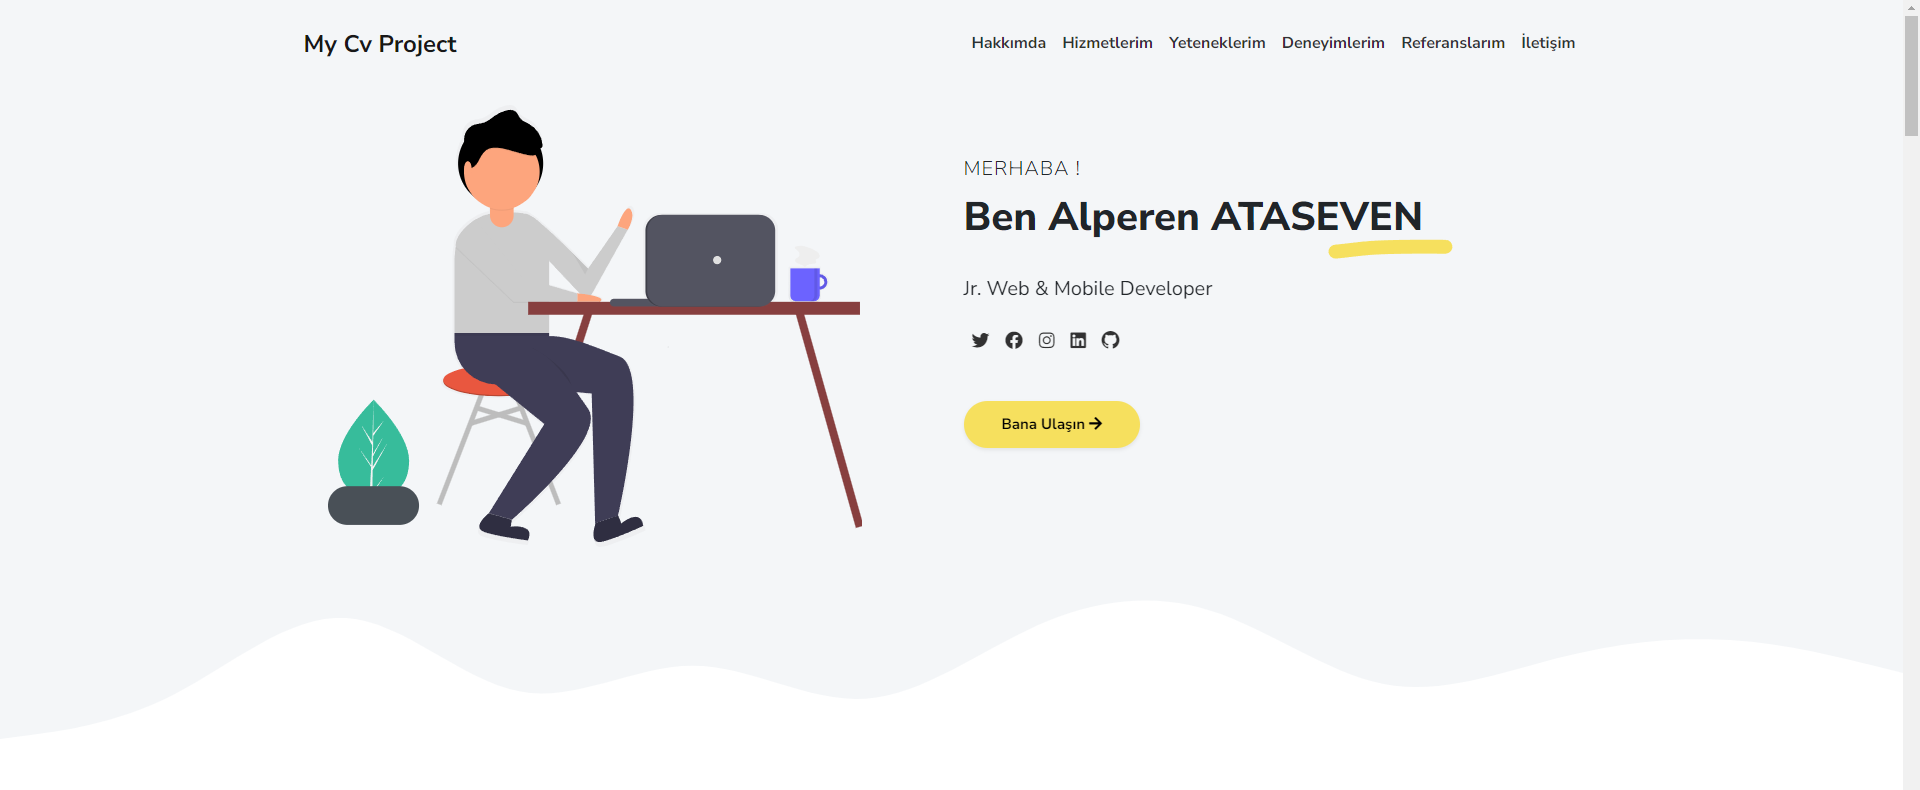 My Cv Project
Hakkımda Hizmetlerim Yeteneklerim Deneyimlerim Referanslarım İletişim
MERHABA !
Ben Alperen ATASEVEN
Jr. Web & Mobile Developer
Bana Ulaşın